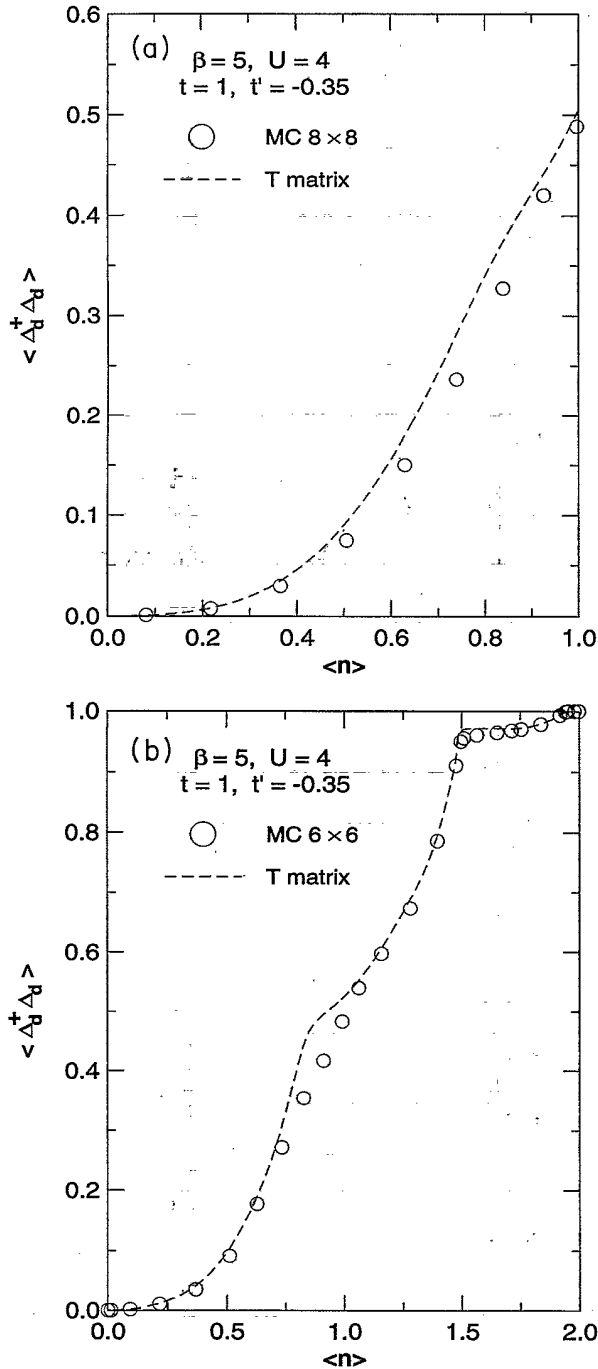 0.6
(a)
β= 5, U = 4
t = 1, t' = -0.35
MC 8 × 8
T matrix
0.5
0.4
0.3
0.2
0.1
0.0
< Δd+ Δd >
0.0 0.2 0.4 0.6 0.8 1.0
<n>
1.0
(b)
β= 5, U = 4
t = 1, t' = -0.35
MC 6 × 6
T matrix
0.8
0.6
0.4
0.2
0.0
< Δd+ Δd >
0.0 0.5 1.0 1.5 2.0
<n>